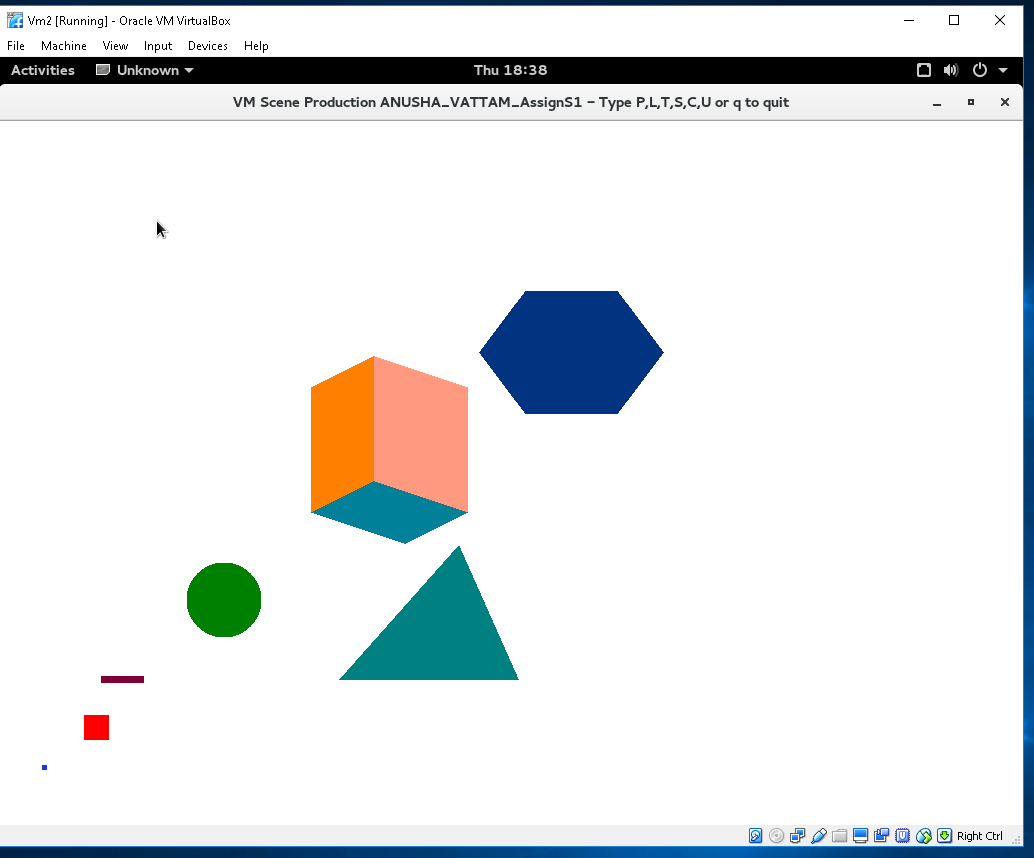 Vm2 [Running] - Oracle VM VirtualBox
File Machine View Input Devices Help
Activities Unknown Thu 18:38
VM Scene Production ANUSHA_VATTAM_AssignS1 – Type P,L,T,S,C,U or q to quit
Right Ctrl